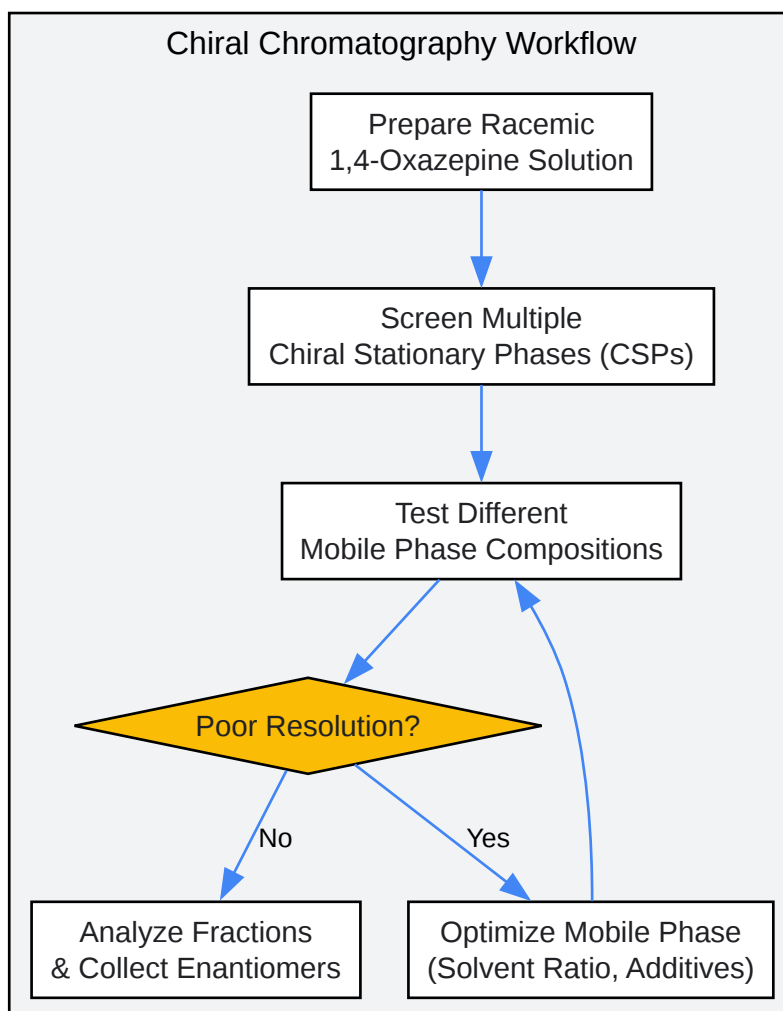 Chiral Chromatography Workflow
Prepare Racemic
1,4-Oxazepine Solution
Screen Multiple
Chiral Stationary Phases (CSPs)
Test Different
Mobile Phase Compositions
Poor Resolution?
No
Yes
Analyze Fractions
& Collect Enantiomers
Optimize Mobile Phase
(Solvent Ratio, Additives)